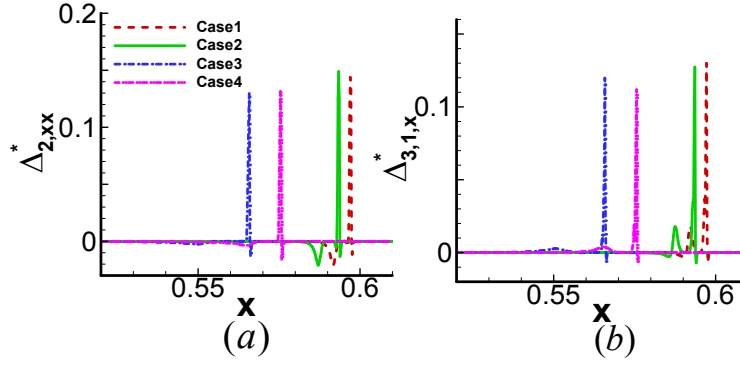 0.2
Case1
Case2
Case3
Case4
0.1
0
Δ*2,xx
0.55
0.6
x
(a)
0.1
0
Δ*3,1,x
0.55
0.6
x
(b)